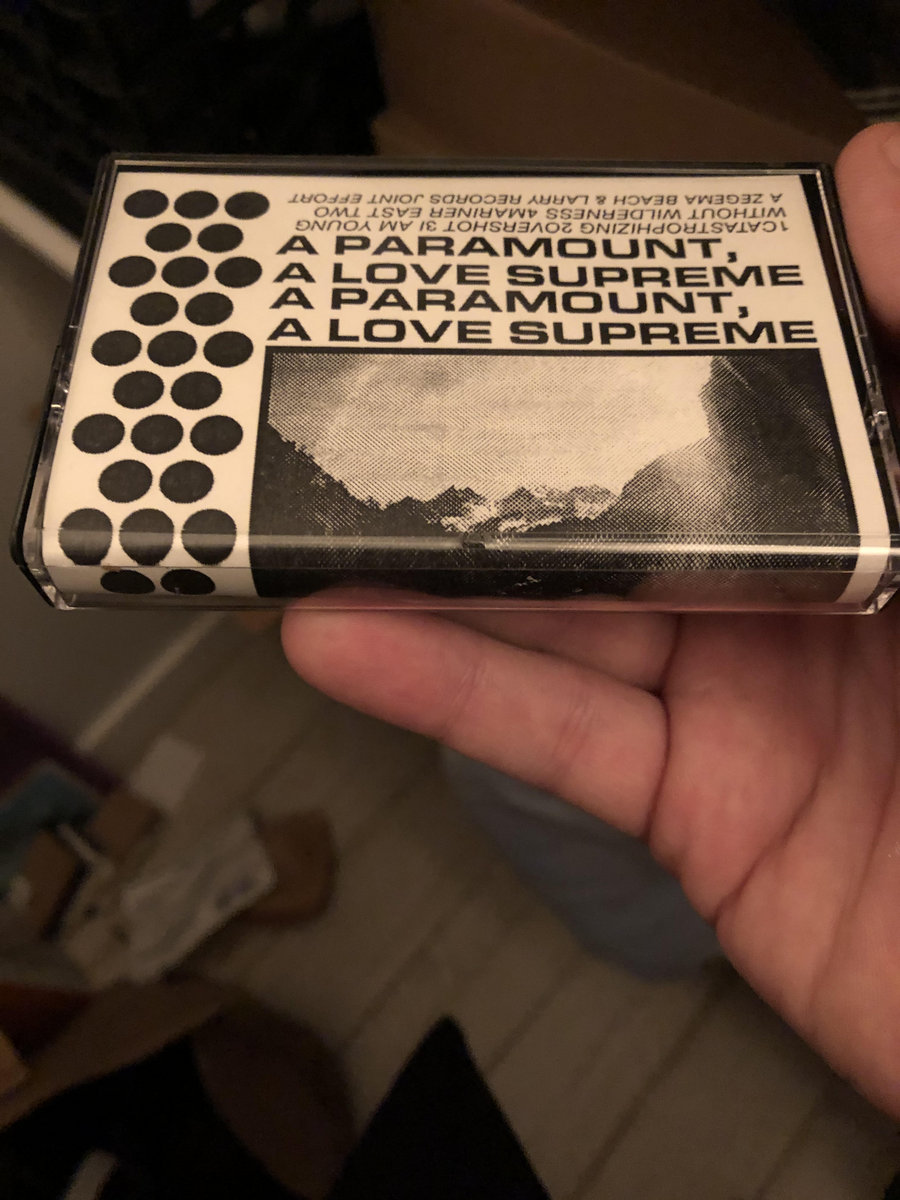 A PARAMOUNT,
A LOVE SUPREME
A PARAMOUNT,
A LOVE SUPREME
1CATASTROPHIZING 2OVERSHOT 3I AM YOUNG
WITHOUT WILDERNESS 4MARINER EAST TWO
A ZEGEMA BEACH & LARRY RECORDS JOINT EFFORT